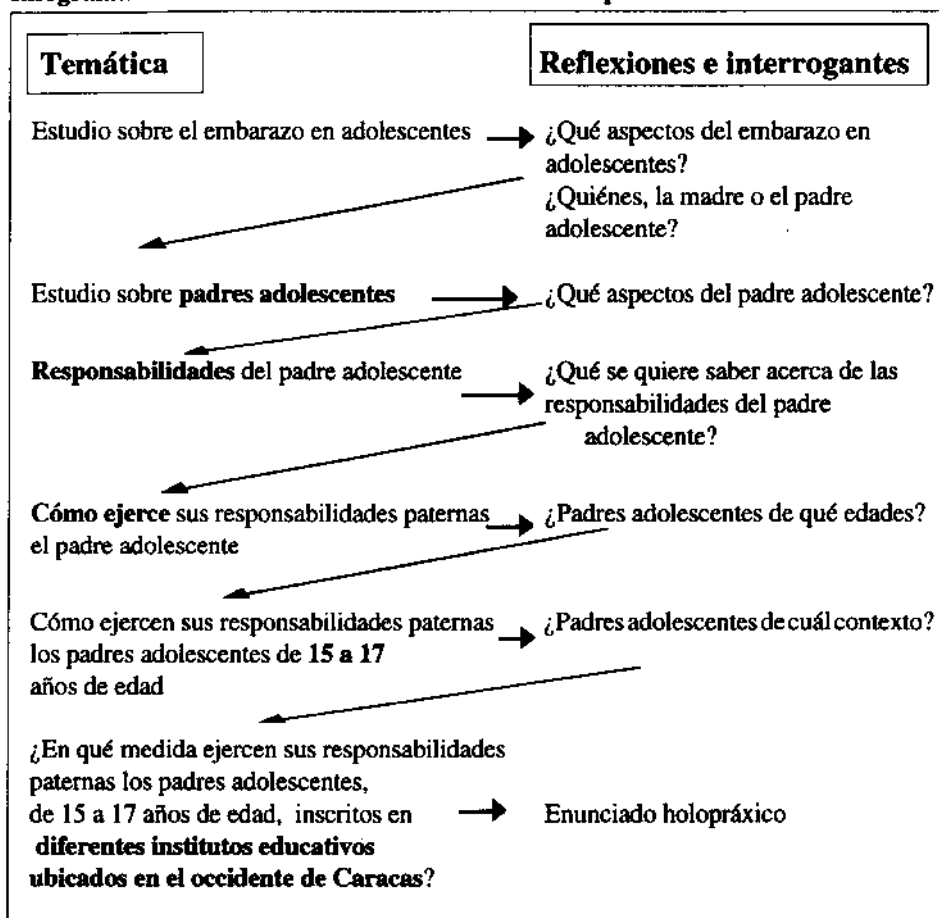 Temática
Reflexiones e interrogantes
Estudio sobre el embarazo en adolescentes
¿Qué aspectos del embarazo en
adolescentes?
¿Quiénes, la madre o el padre
adolescente?
Estudio sobre padres adolescentes
¿Qué aspectos del padre adolescente?
Responsabilidades del padre adolescente
¿Qué se quiere saber acerca de las
responsabilidades del padre
adolescente?
Cómo ejerce sus responsabilidades paternas
el padre adolescente
¿Padres adolescentes de qué edades?
Cómo ejercen sus responsabilidades paternas
los padres adolescentes de 15 a 17
años de edad
¿Padres adolescentes de cuál contexto?
¿En qué medida ejercen sus responsabilidades
paternas los padres adolescentes,
de 15 a 17 años de edad, inscritos en
diferentes institutos educativos
ubicados en el occidente de Caracas?
Enunciado holopráxico